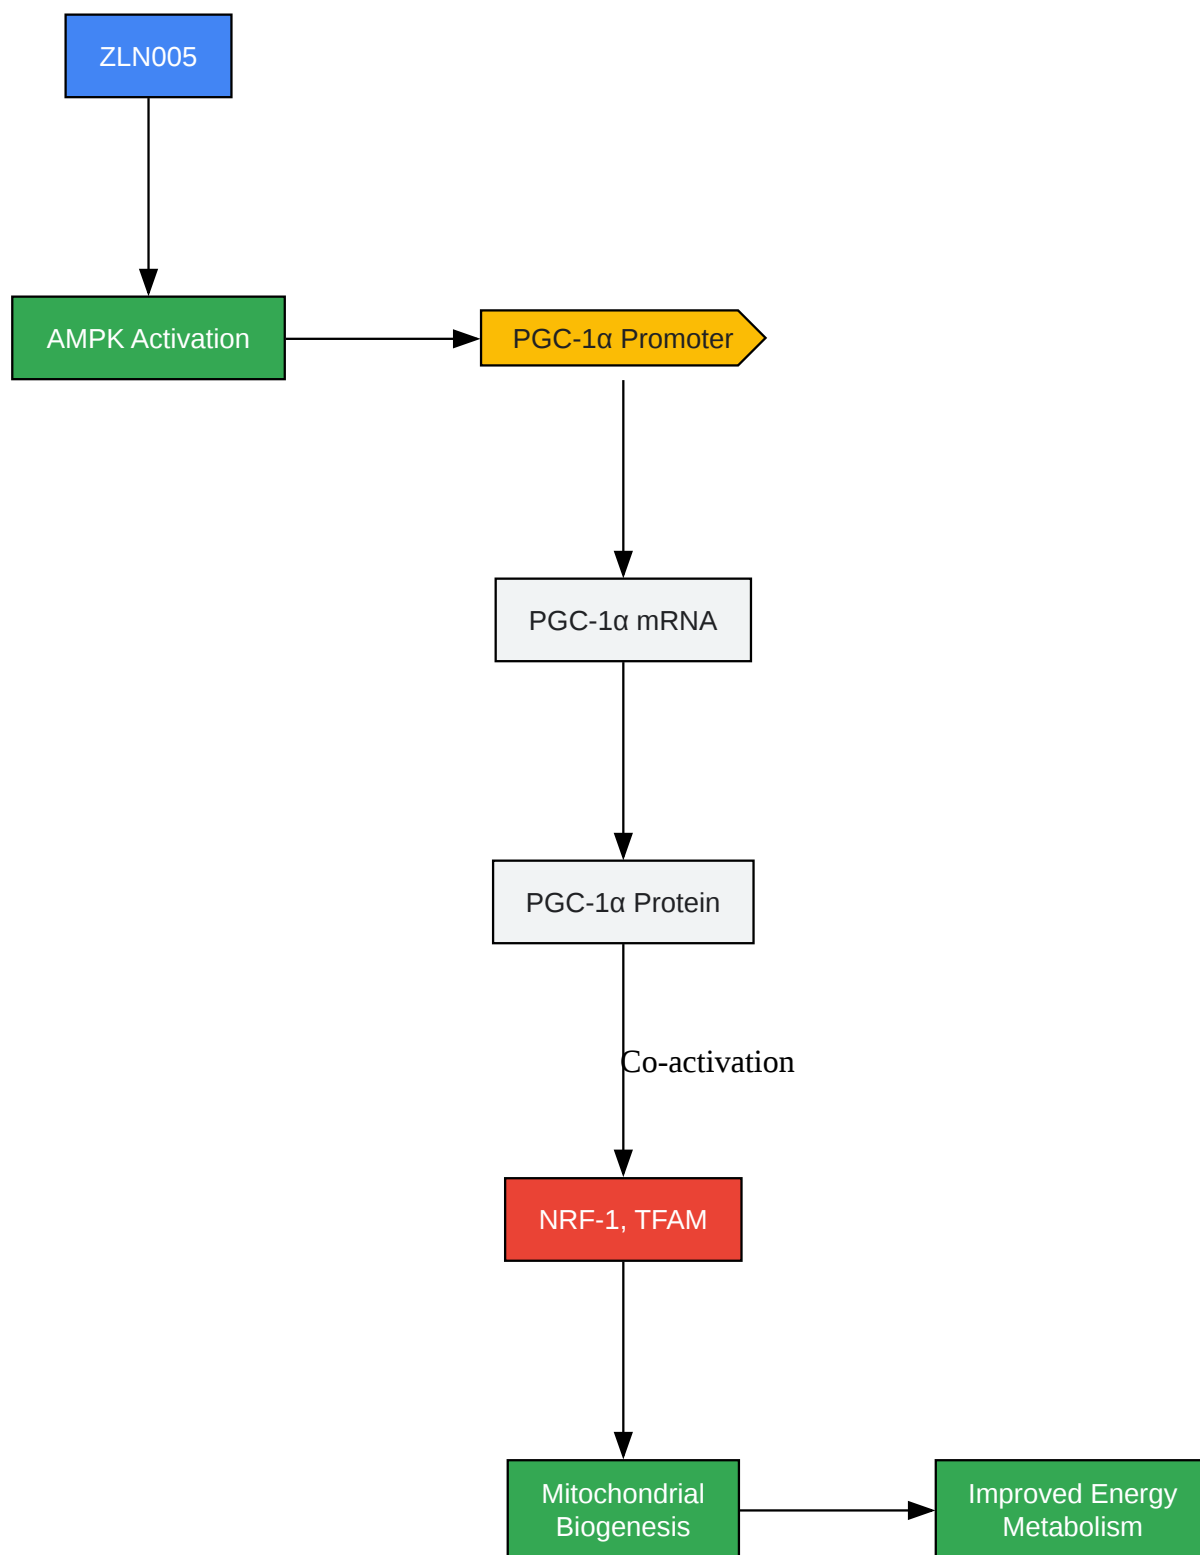 ZLN005
AMPK Activation
PGC-1α Promoter
PGC-1α mRNA
PGC-1α Protein
Co-activation
NRF-1, TFAM
Mitochondrial
Biogenesis
Improved Energy
Metabolism